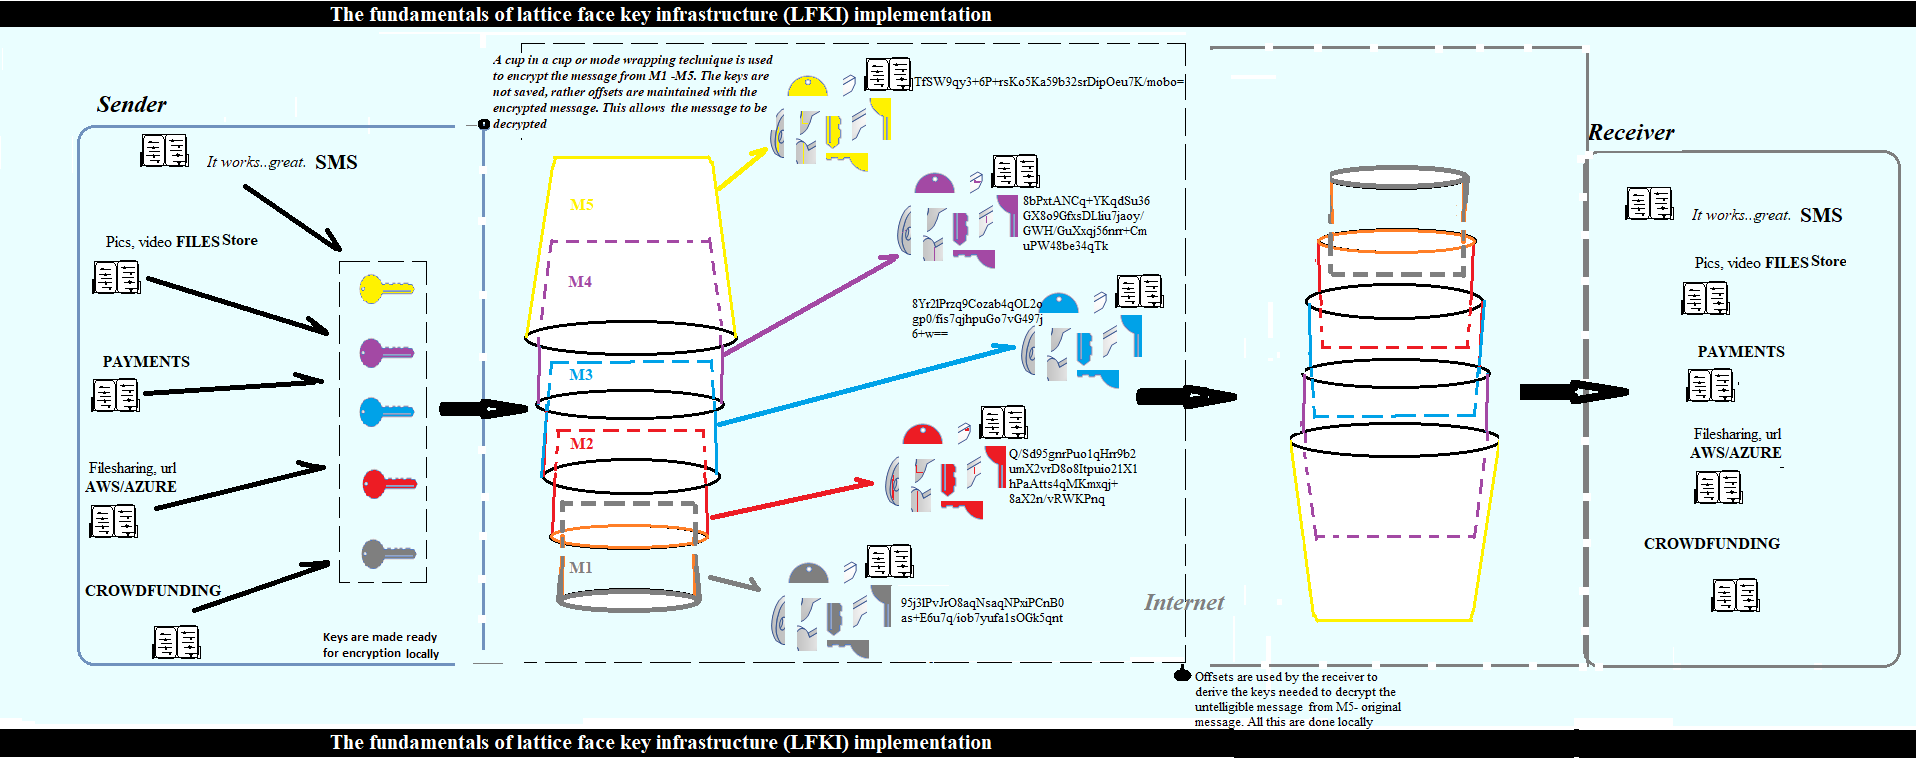 The fundamentals of lattice face key infrastructure (LFKI) implementation
Sender
It works..great. SMS
Pics, video FILES Store
PAYMENTS
Filesharing, url
AWS/AZURE
CROWDFUNDING
Keys are made ready
for encryption locally
A cup in a cup or mode wrapping technique is used
to encrypt the message from M1 -M5. The keys are
not saved, rather offsets are maintained with the
encrypted message. This allows the message to be
decrypted
M5
M4
M3
M2
M1
TfSW9qy3+6P+rsKo5Ka59b32srDipOeu7K/mobo=
8bPxtANCq+YKqdSu36
GX8o9GfxsDLliu7jaoy/
GWH/GuXxqj56nrr+Cm
uPW48be34qTk
8Yr2lPrzq9Cozab4qOL2o
gp0/fis7qjhpuGo7vG497j
6+w==
Q/Sd95gnrPuo1qHrr9b2
umX2vrD8o8Itpuio21X1
hPaAtts4qMKmxqj+
8aX2n/vRWKPnq
95j3lPvJrO8aqNsaqNPxiPCnB0
as+E6u7q/iob7yufa1sOGk5qnt
Internet
Offsets are used by the receiver to
derive the keys needed to decrypt the
untelligible message from M5- original
message. All this are done locally
Receiver
It works..great. SMS
Pics, video FILES Store
PAYMENTS
Filesharing, url
AWS/AZURE
CROWDFUNDING
The fundamentals of lattice face key infrastructure (LFKI) implementation